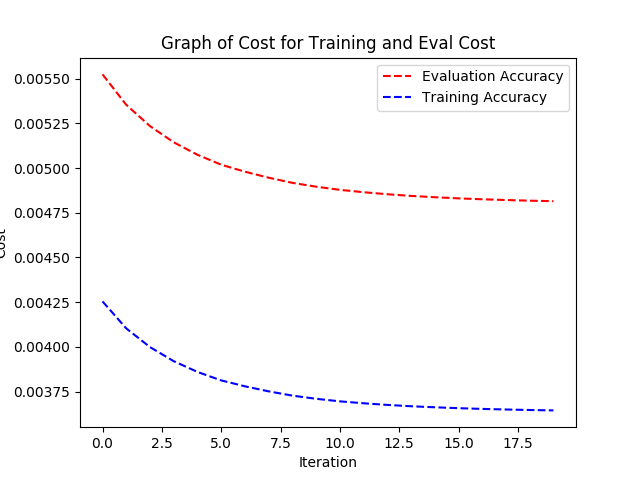 Graph of Cost for Training and Eval Cost
Evaluation Accuracy
Training Accuracy
0.00550
0.00525
0.00500
0.00475
0.00450
0.00425
0.00400
0.00375
Cost
0.0 2.5 5.0 7.5 10.0 12.5 15.0 17.5
Iteration